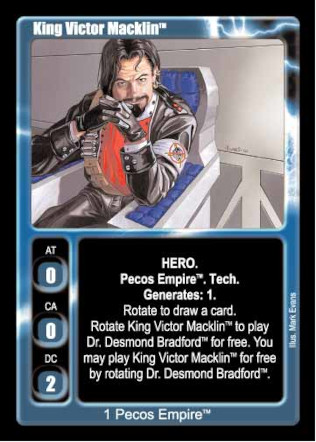 King Victor Macklin™
AT
0
CA
0
DC
2
HERO.
Pecos Empire™. Tech.
Generates: 1.
Rotate to draw a card.
Rotate King Victor Macklin™ to play
Dr. Desmond Bradford™ for free. You
may play King Victor Macklin™ for free
by rotating Dr. Desmond Bradford™.
Illus. Mark Evans
1 Pecos Empire™